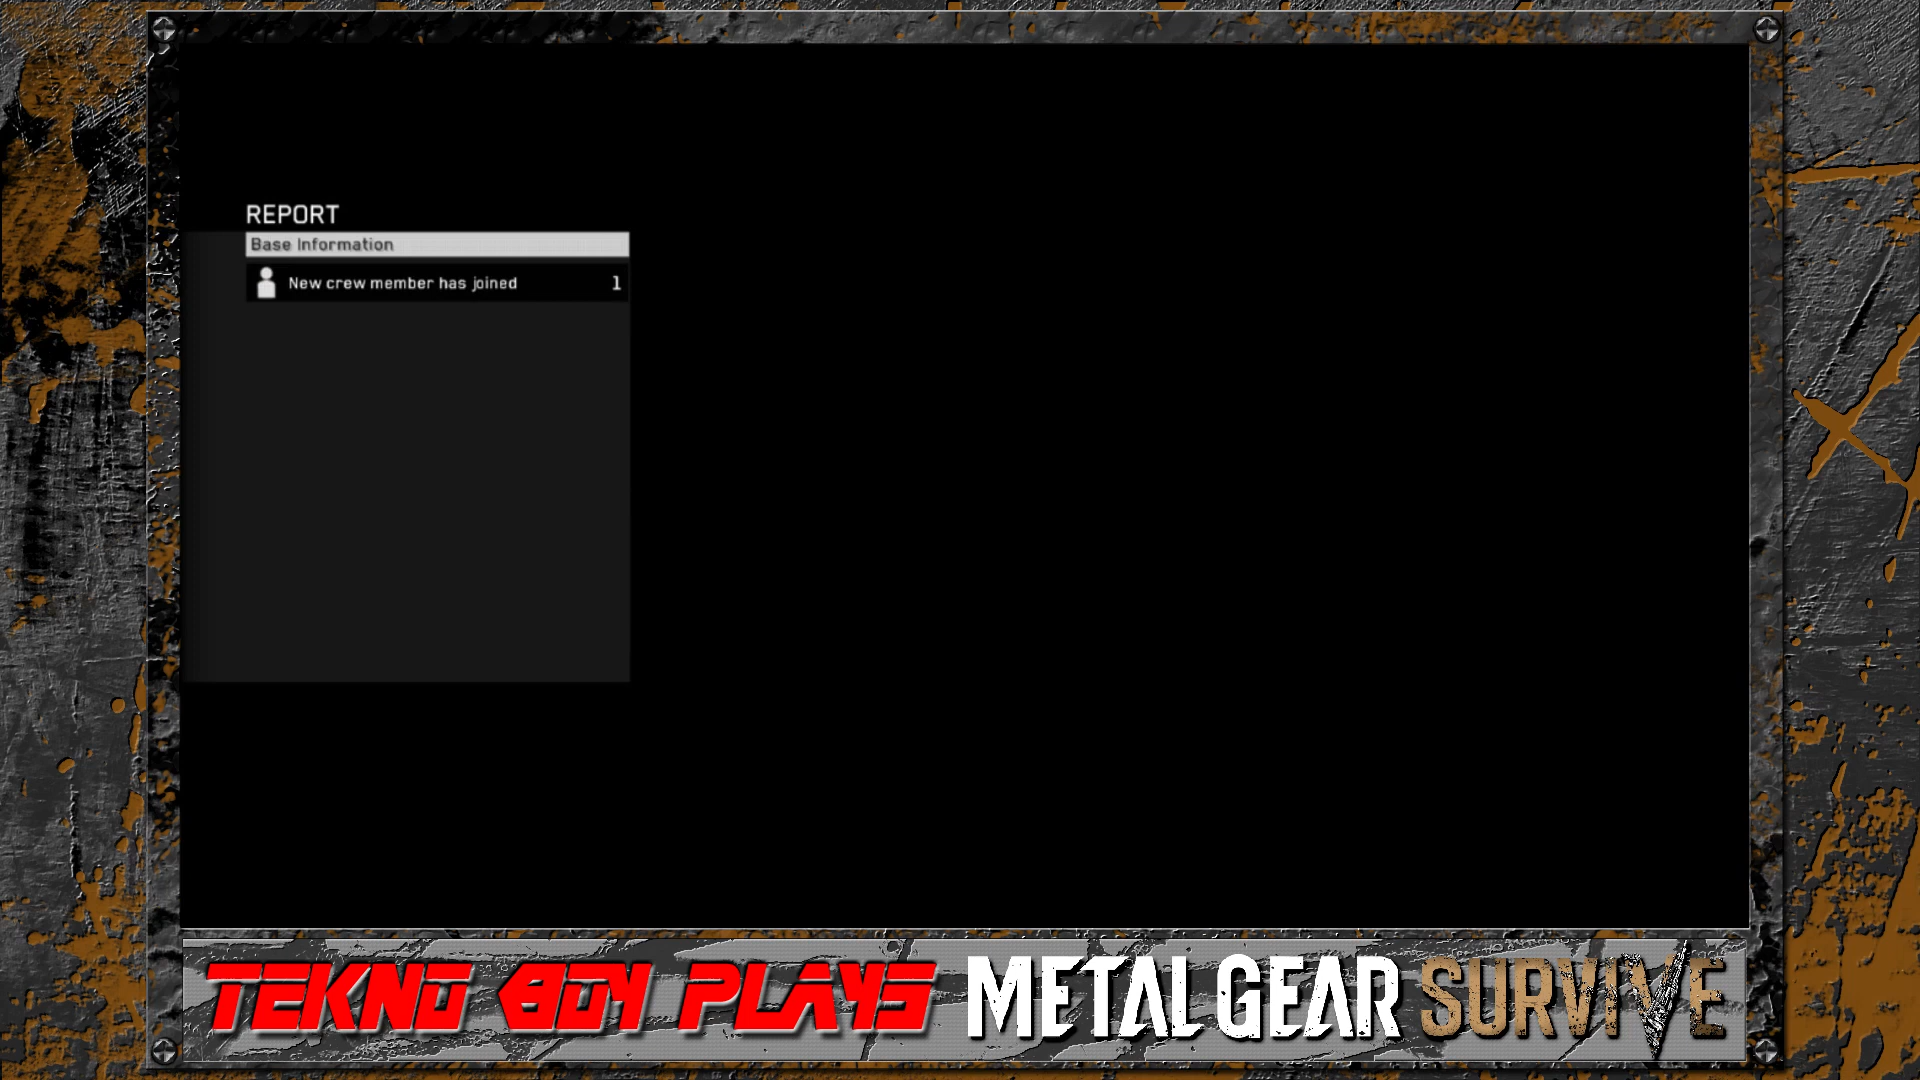 REPORT
Base Information
New crew member has joined 1
TEKNO BOY PLAYS METAL GEAR SURVIVE